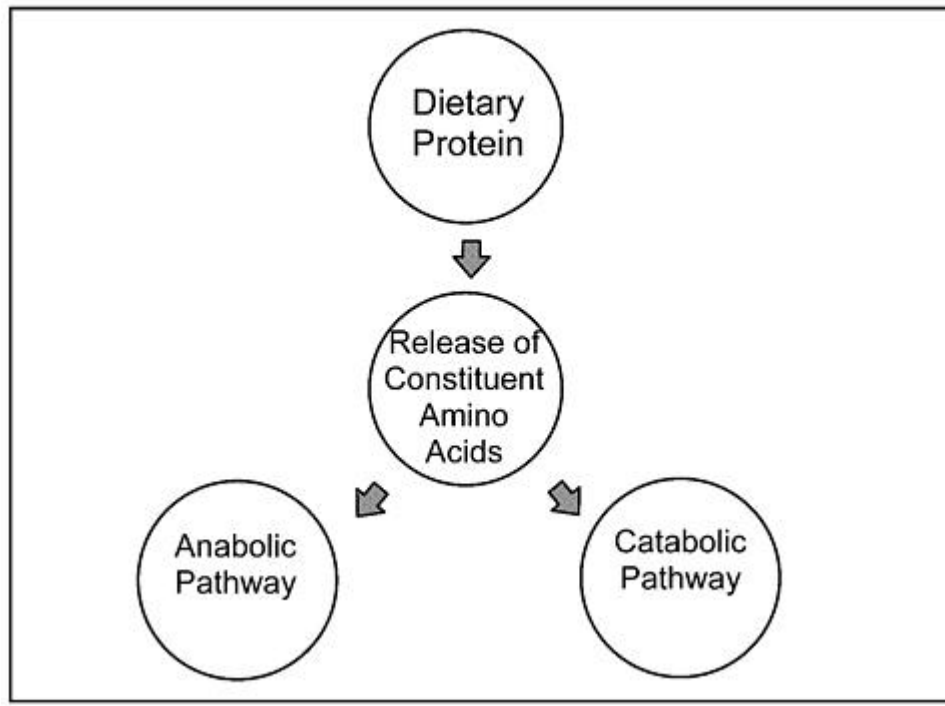 Dietary
Protein
Release of
Constituent
Amino
Acids
Anabolic
Pathway
Catabolic
Pathway